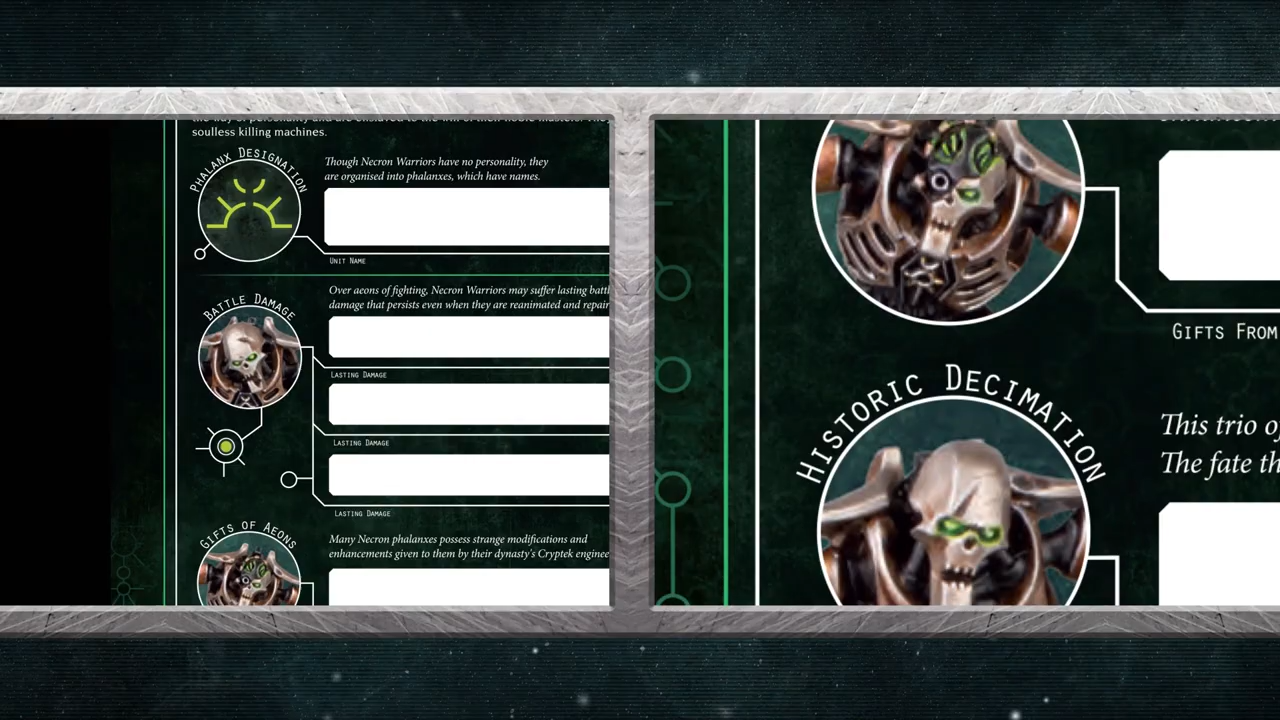 soulless killing machines.
Phalanx Designation
Though Necron Warriors have no personality, they
are organised into phalanxes, which have names.
Unit Name
Battle Damage
Over aeons of fighting, Necron Warriors may suffer lasting
damage that persists even when they are reanimated and
Lasting Damage
Lasting Damage
Lasting Damage
Gifts of Aeons
Many Necron phalanxes possess strange modifications and
enhancements given to them by their dynasty's Cryptek
Gifts From
Historic Decimation
This trio
The fate